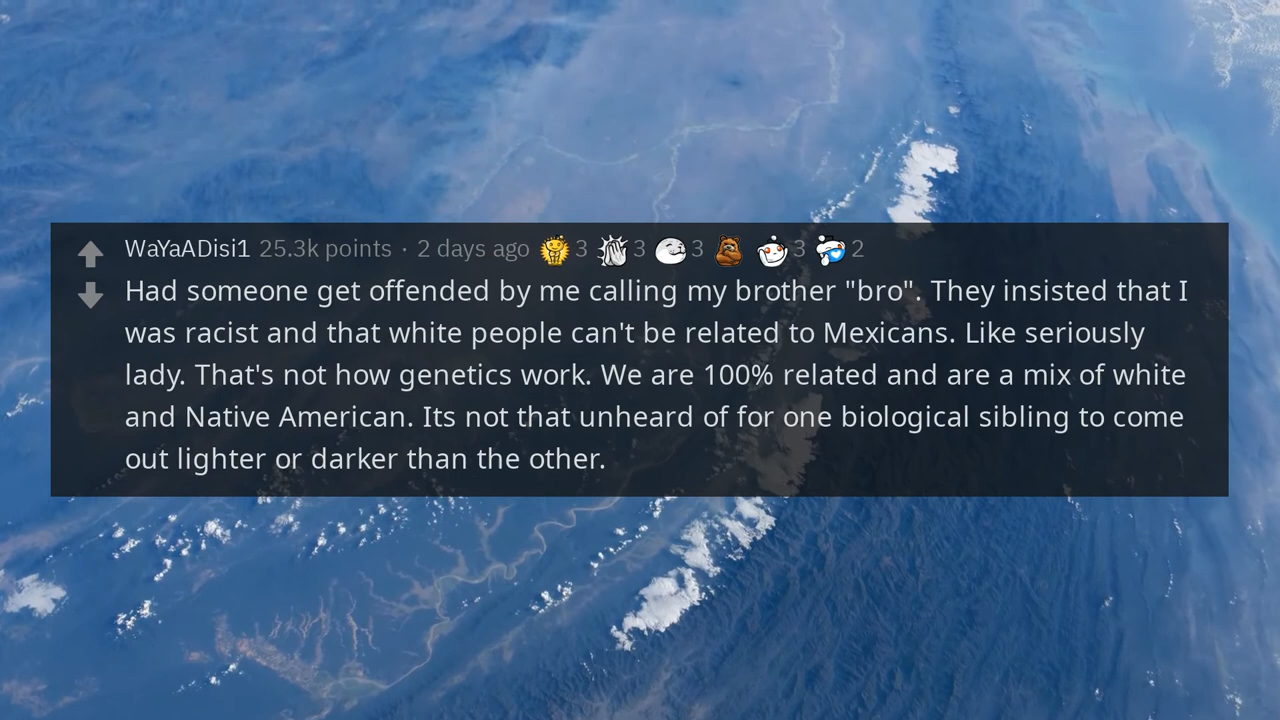 WaYaADisi1 25.3k points · 2 days ago 3 3 3 3 2
Had someone get offended by me calling my brother "bro". They insisted that I
was racist and that white people can't be related to Mexicans. Like seriously
lady. That's not how genetics work. We are 100% related and are a mix of white
and Native American. Its not that unheard of for one biological sibling to come
out lighter or darker than the other.